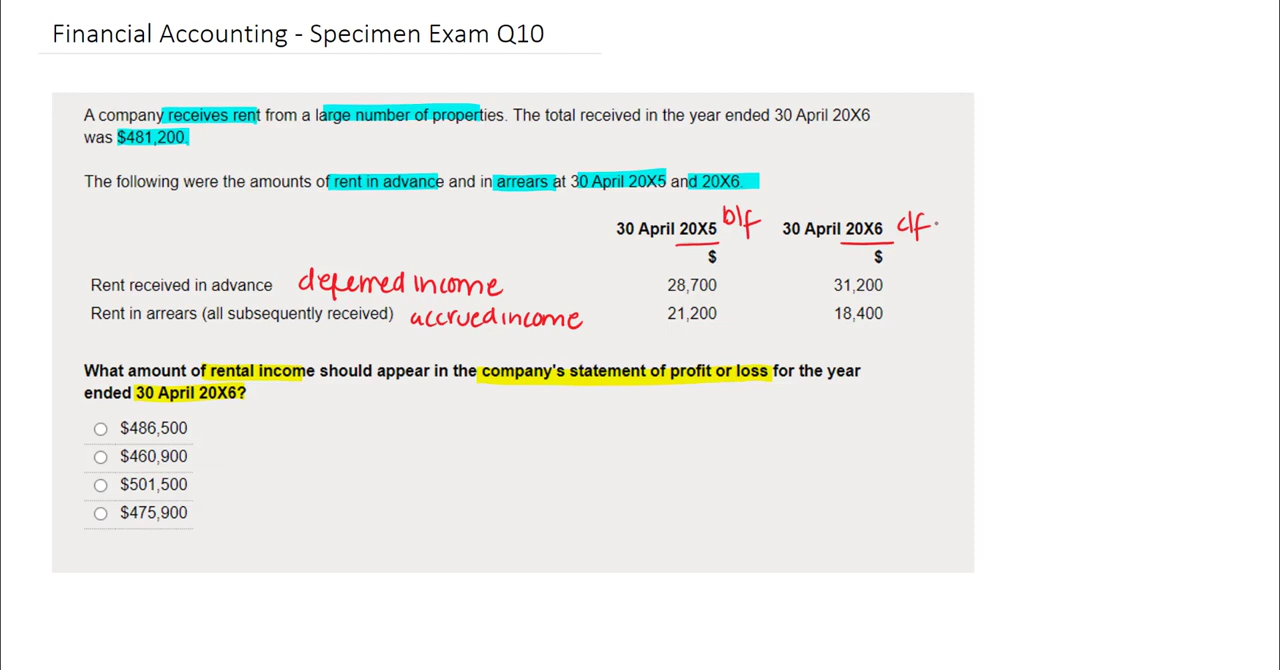 Financial Accounting - Specimen Exam Q10
A company receives rent from a large number of properties. The total received in the year ended 30 April 20X6
was $481,200.
The following were the amounts of rent in advance and in arrears at 30 April 20X5 and 20X6.
30 April 20X5 b/f 30 April 20X6 c/f
$ $
Rent received in advance deferred income 28,700 31,200
Rent in arrears (all subsequently received) accrued income 21,200 18,400
What amount of rental income should appear in the company's statement of profit or loss for the year
ended 30 April 20X6?
$486,500
$460,900
$501,500
$475,900